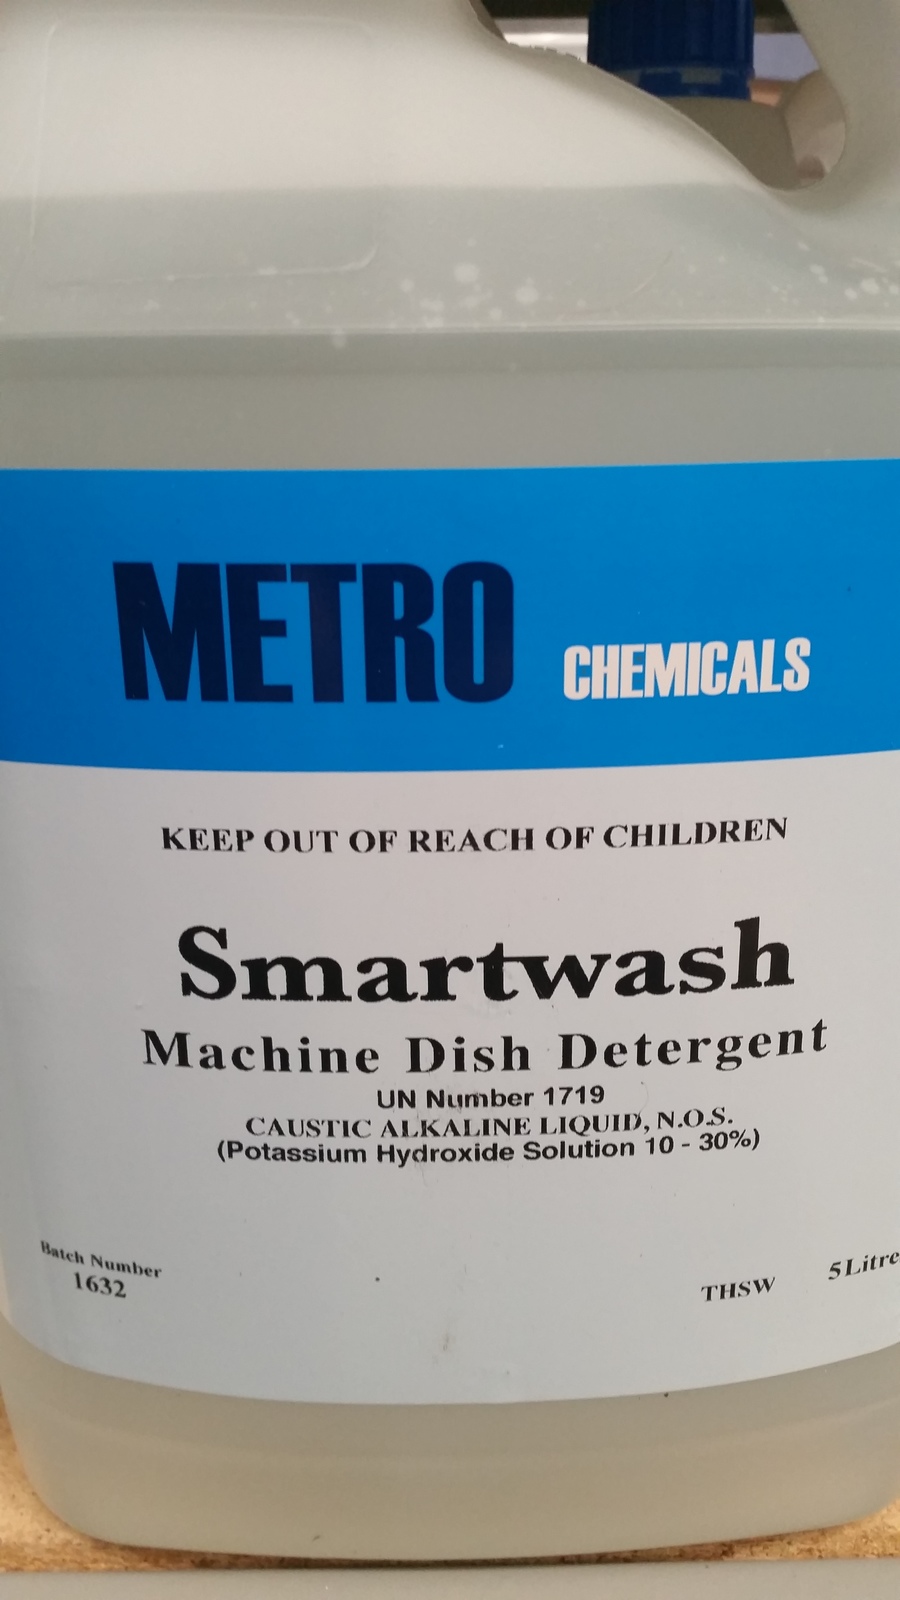 METRO CHEMICALS
KEEP OUT OF REACH OF CHILDREN
Smartwash
Machine Dish Detergent
UN Number 1719
CAUSTIC ALKALINE LIQUID, N.O.S.
(Potassium Hydroxide Solution 10 - 30%)
Batch Number
1632
THSW 5Litre